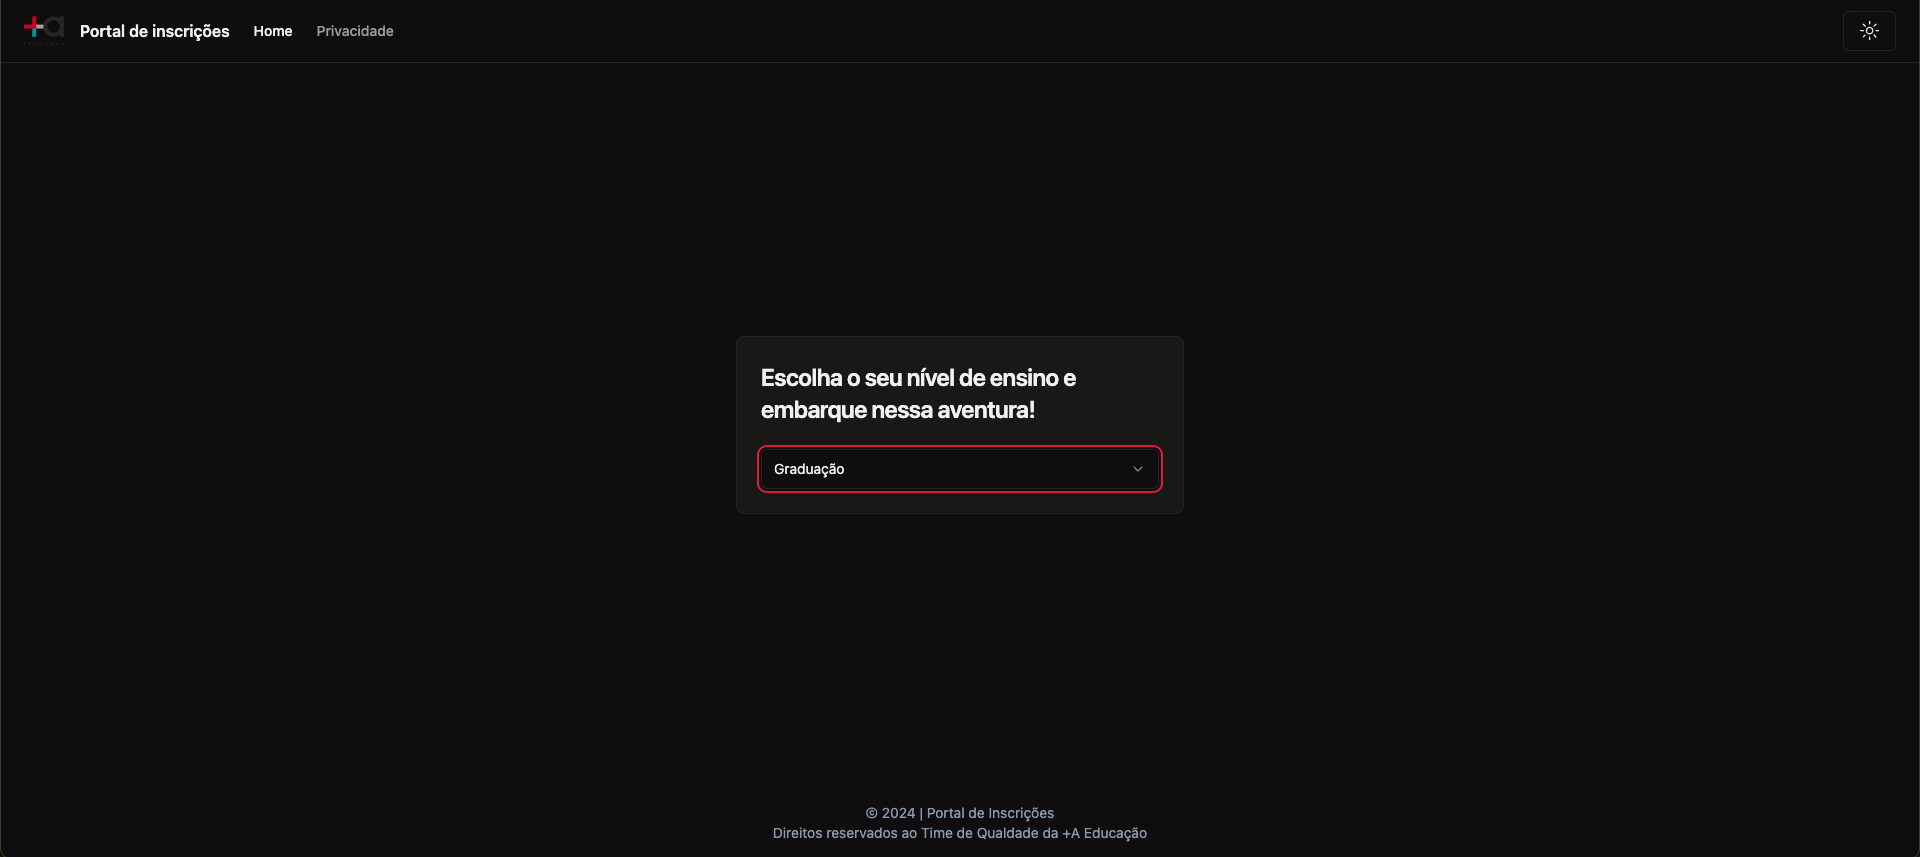 +a
Portal de inscrições
Home
Privacidade
Escolha o seu nível de ensino e
embarque nessa aventura!
Graduação
© 2024 | Portal de Inscrições
Direitos reservados ao Time de Qualdade da +A Educação